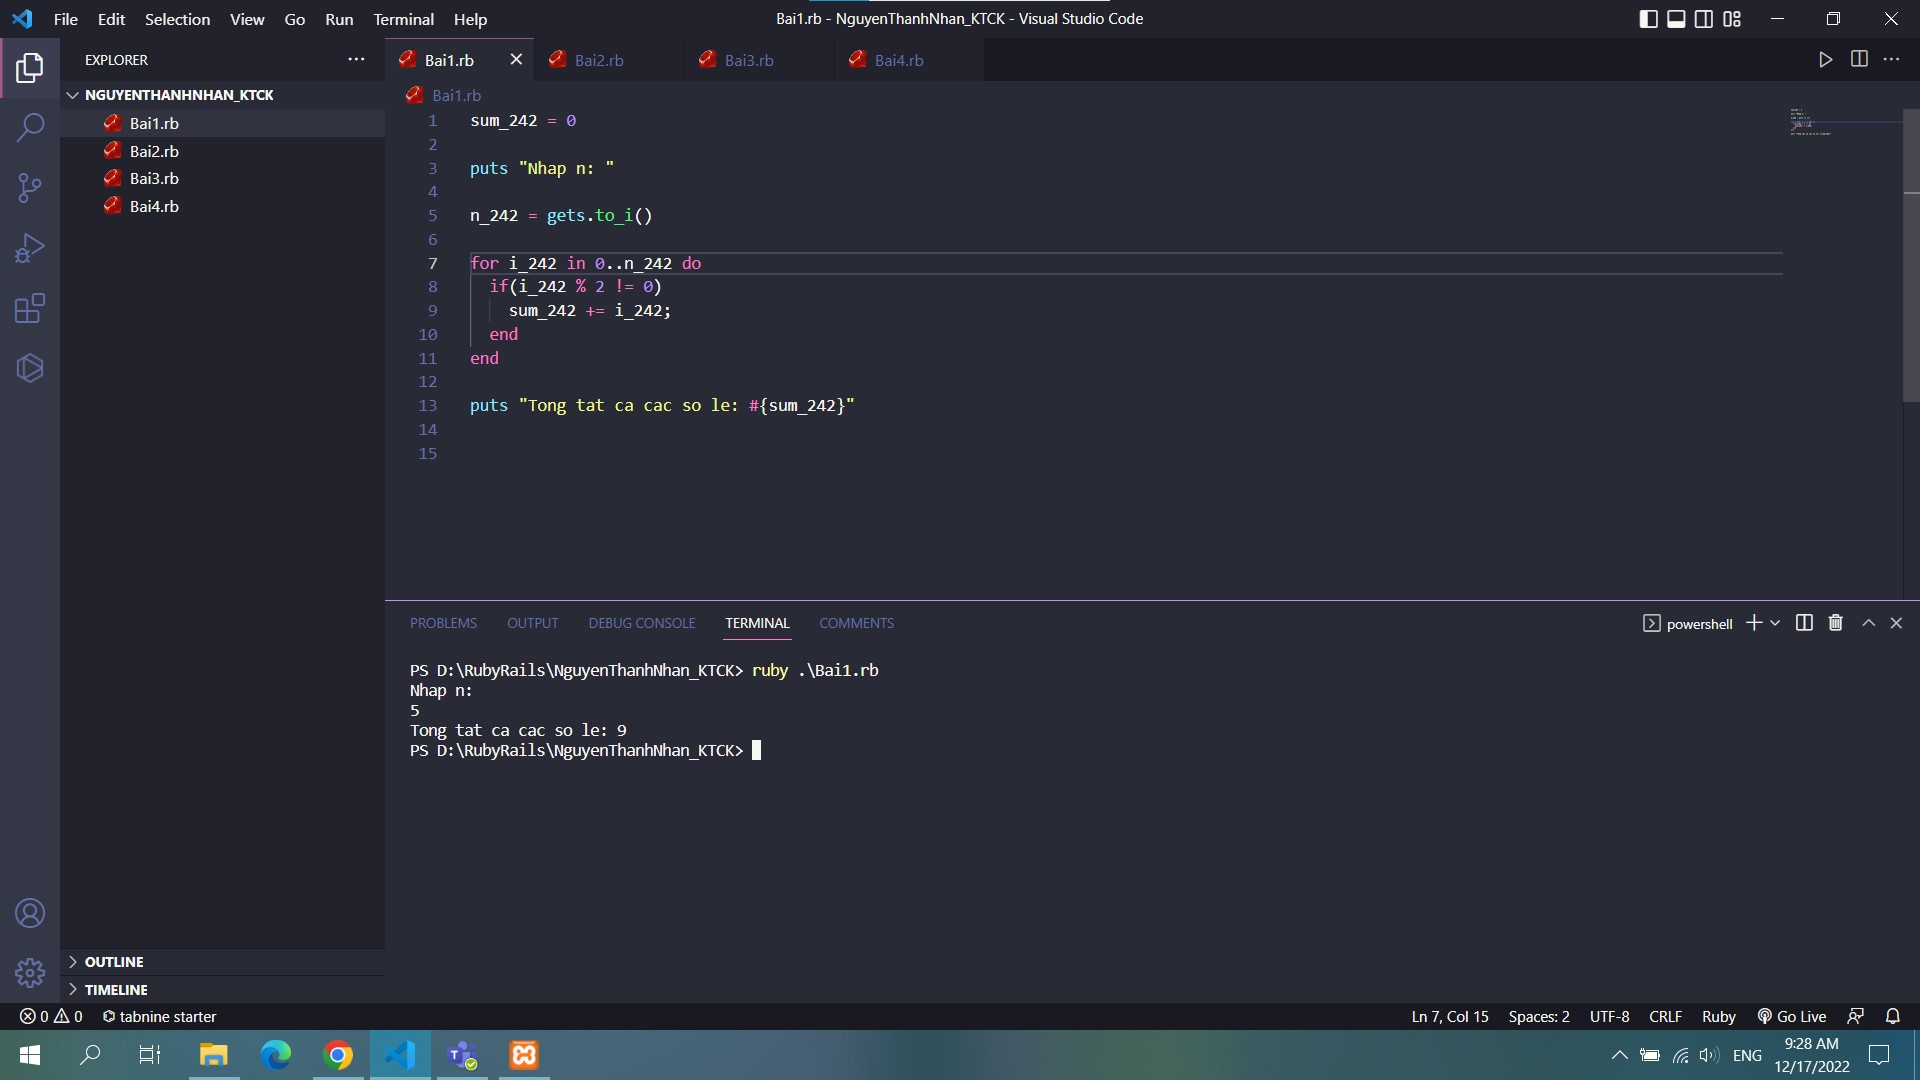 File Edit Selection View Go Run Terminal Help
Bai1.rb - NguyenThanhNhan_KTCK - Visual Studio Code
EXPLORER
Bai1.rb Bai2.rb Bai3.rb Bai4.rb
NGUYENTHANHNHAN_KTCK
Bai1.rb
Bai2.rb
Bai3.rb
Bai4.rb
OUTLINE
TIMELINE
Bai1.rb
1 sum_242 = 0
2
3 puts "Nhap n: "
4
5 n_242 = gets.to_i()
6
7 for i_242 in 0..n_242 do
8 if(i_242 % 2 != 0)
9 sum_242 += i_242;
10 end
11 end
12
13 puts "Tong tat ca cac so le: #{sum_242}"
14
15
PROBLEMS OUTPUT DEBUG CONSOLE TERMINAL COMMENTS
powershell
PS D:\RubyRails\NguyenThanhNhan_KTCK> ruby .\Bai1.rb
Nhap n:
5
Tong tat ca cac so le: 9
PS D:\RubyRails\NguyenThanhNhan_KTCK>
0 0 tabnine starter
Ln 7, Col 15 Spaces: 2 UTF-8 CRLF Ruby Go Live
ENG
9:28 AM
12/17/2022